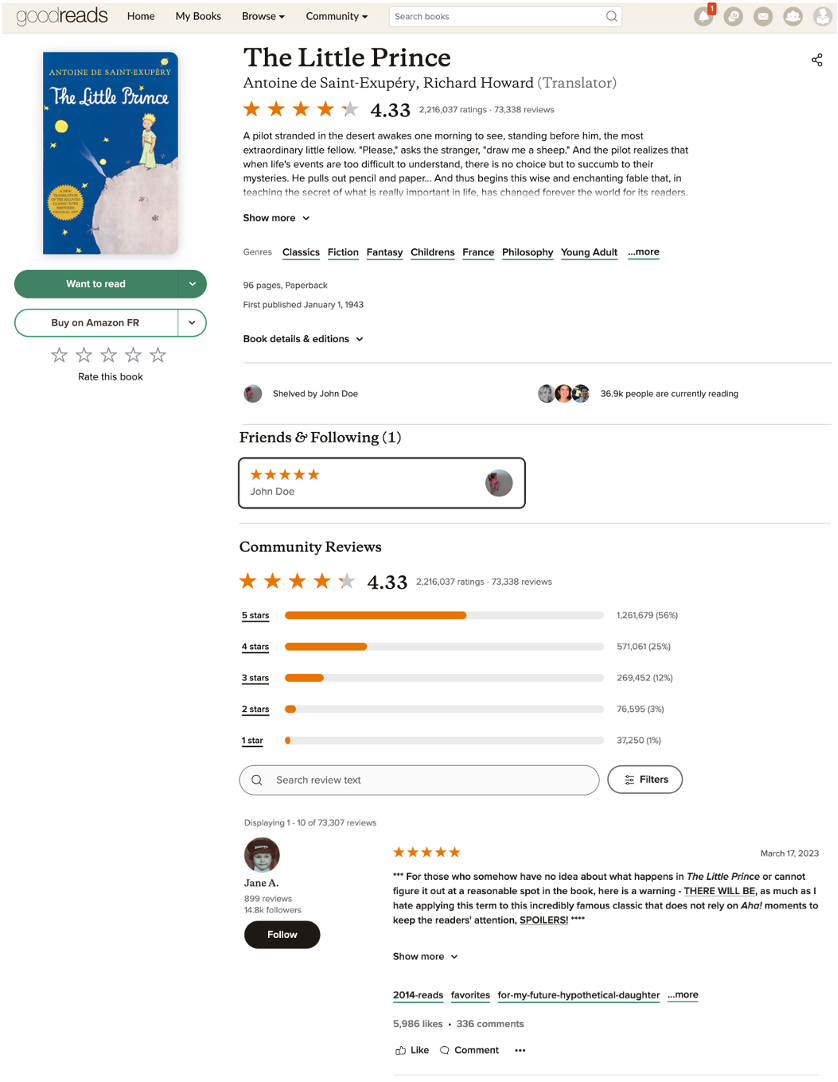 goodreads Home My Books Browse Community Search books 1
ANTOINE DE SAINT-EXUPÉRY
The Little Prince
The Little Prince
Antoine de Saint-Exupéry, Richard Howard (Translator)
4.33 2,216,037 ratings · 73,338 reviews
A pilot stranded in the desert awakes one morning to see, standing before him, the most
extraordinary little fellow. "Please," asks the stranger, "draw me a sheep." And the pilot realizes that
when life's events are too difficult to understand, there is no choice but to succumb to their
mysteries. He pulls out pencil and paper... And thus begins this wise and enchanting fable that, in
teaching the secret of what is really important in life, has changed forever the world for its readers.
Show more
Genres Classics Fiction Fantasy Childrens France Philosophy Young Adult ...more
Want to read
96 pages, Paperback
First published January 1, 1943
Buy on Amazon FR
Book details & editions
Rate this book
Shelved by John Doe
36.9k people are currently reading
Friends & Following (1)
John Doe
Community Reviews
4.33 2,216,037 ratings · 73,338 reviews
5 stars 1,261,679 (56%)
4 stars 571,061 (25%)
3 stars 269,452 (12%)
2 stars 76,595 (3%)
1 star 37,250 (1%)
Search review text
Filters
Displaying 1 - 10 of 73,307 reviews
Jane A.
899 reviews
14.8k followers
Follow
March 17, 2023
*** For those who somehow have no idea about what happens in The Little Prince or cannot
figure it out at a reasonable spot in the book, here is a warning - THERE WILL BE, as much as I
hate applying this term to this incredibly famous classic that does not rely on Aha! moments to
keep the readers' attention, SPOILERS! ****
Show more
2014-reads favorites for-my-future-hypothetical-daughter ...more
5,986 likes • 336 comments
Like Comment